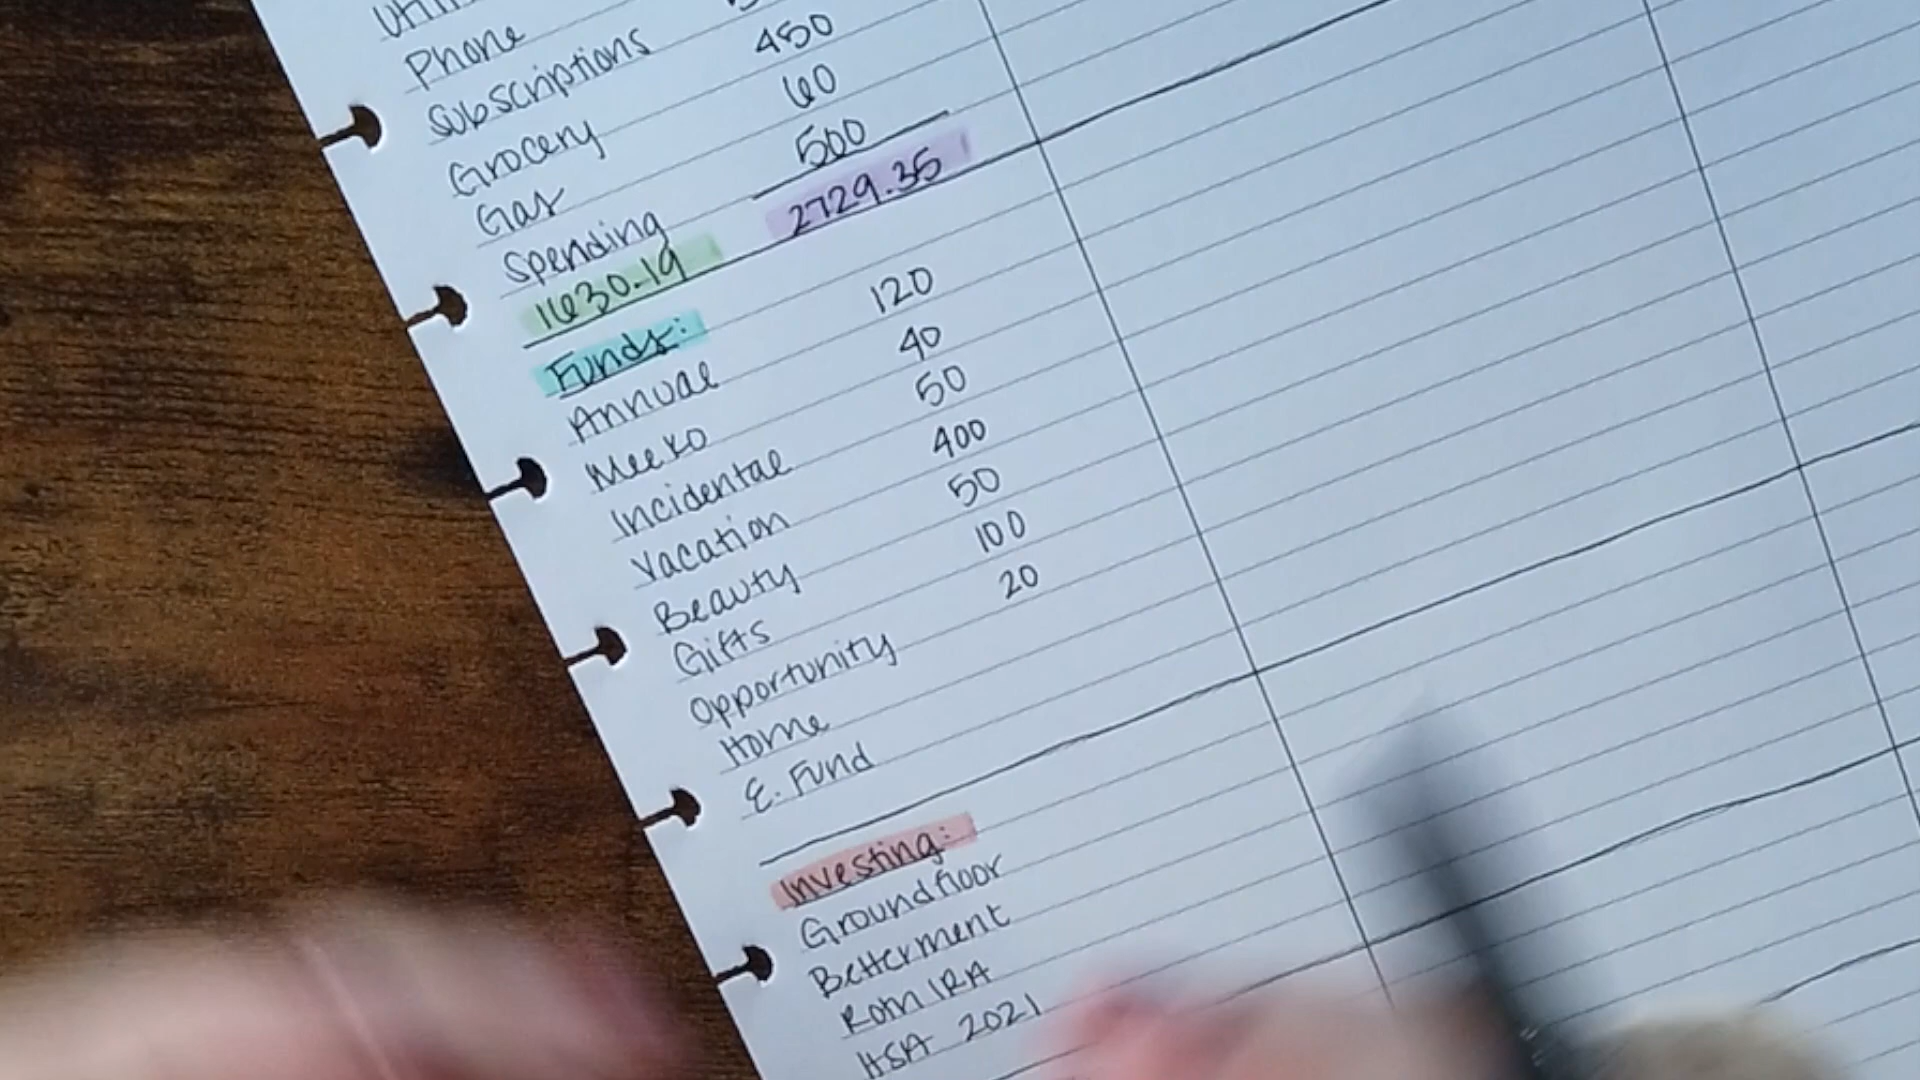 Phone
Subscriptions
Grocery 450
Gas 60
Spending 500
1630.19 2729.35
Funds:
Annual 120
Meeko 40
Incidental 50
Vacation 400
Beauty 50
Gifts 100
Opportunity 20
Home
E. Fund
Investing:
Groundfloor
Betterment
Roth IRA
HSA 2021